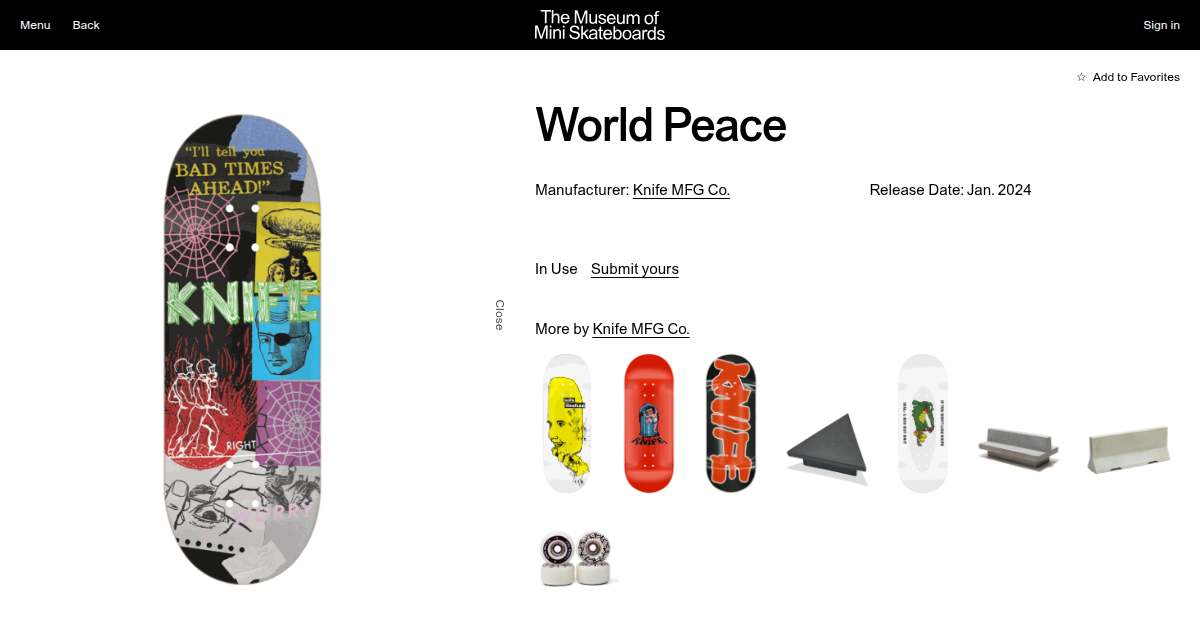 Menu
Back
The Museum of
Mini Skateboards
Sign in
☆ Add to Favorites
World Peace
Manufacturer: Knife MFG Co.
Release Date: Jan. 2024
In Use
Submit yours
Close
More by Knife MFG Co.
“I'll tell you
BAD TIMES
AHEAD!”
KNIFE
RIGHT
WORRY
KNIFE
KNIFE